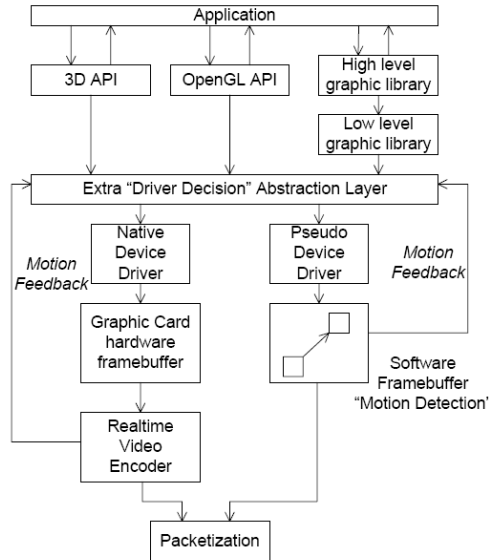 Application
3D API
OpenGL API
High level
graphic library
Low level
graphic library
Extra “Driver Decision” Abstraction Layer
Native
Device
Driver
Pseudo
Device
Driver
Motion
Feedback
Motion
Feedback
Graphic Card
hardware
framebuffer
Software
Framebuffer
“Motion Detection’
Realtime
Video
Encoder
Packetization